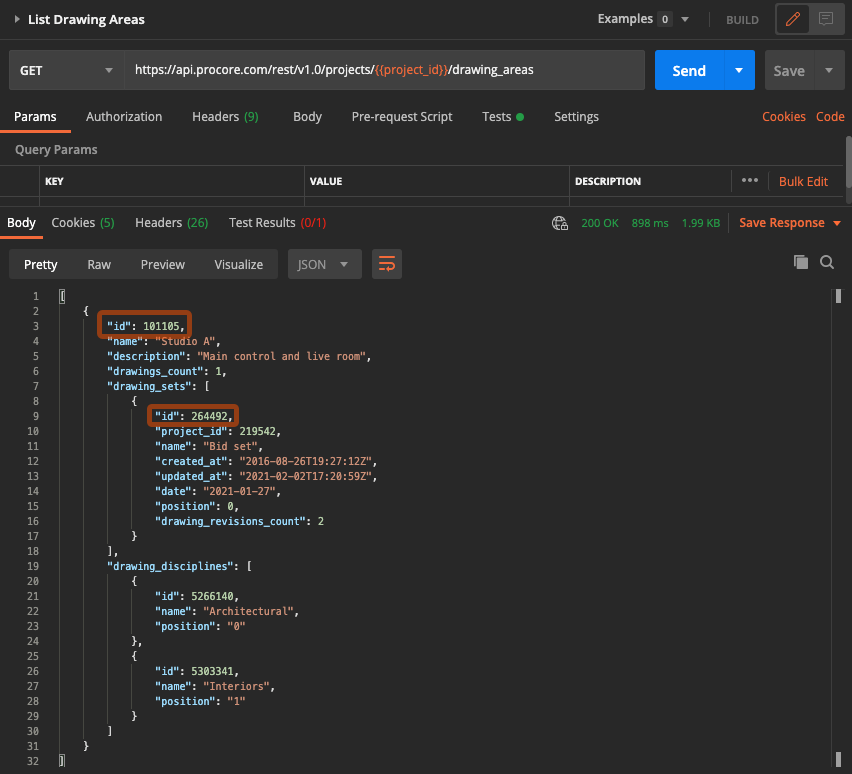 List Drawing Areas
Examples 0
BUILD
GET
https://api.procore.com/rest/v1.0/projects/{{project_id}}/drawing_areas
Send
Save
Params Authorization Headers (9) Body Pre-request Script Tests Settings Cookies Code
Query Params
KEY VALUE DESCRIPTION ••• Bulk Edit
Body Cookies (5) Headers (26) Test Results (0/1) 200 OK 898 ms 1.99 KB Save Response
Pretty Raw Preview Visualize JSON
1 [
2 {
3 "id": 101105,
4 "name": "Studio A",
5 "description": "Main control and live room",
6 "drawings_count": 1,
7 "drawing_sets": [
8 {
9 "id": 264492,
10 "project_id": 219542,
11 "name": "Bid set",
12 "created_at": "2016-08-26T19:27:12Z",
13 "updated_at": "2021-02-02T17:20:59Z",
14 "date": "2021-01-27",
15 "position": 0,
16 "drawing_revisions_count": 2
17 }
18 ],
19 "drawing_disciplines": [
20 {
21 "id": 5266140,
22 "name": "Architectural",
23 "position": "0"
24 },
25 {
26 "id": 5303341,
27 "name": "Interiors",
28 "position": "1"
29 }
30 ]
31 }
32 ]